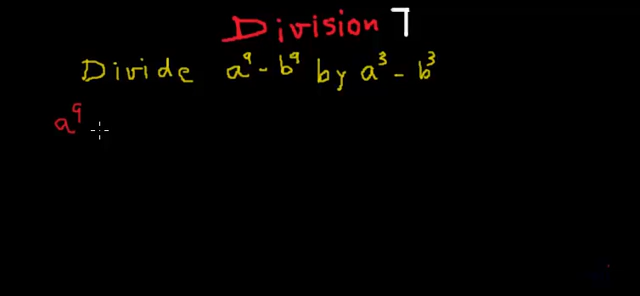 Division 7
Divide a⁹ - b⁹ by a³ - b³
a⁹